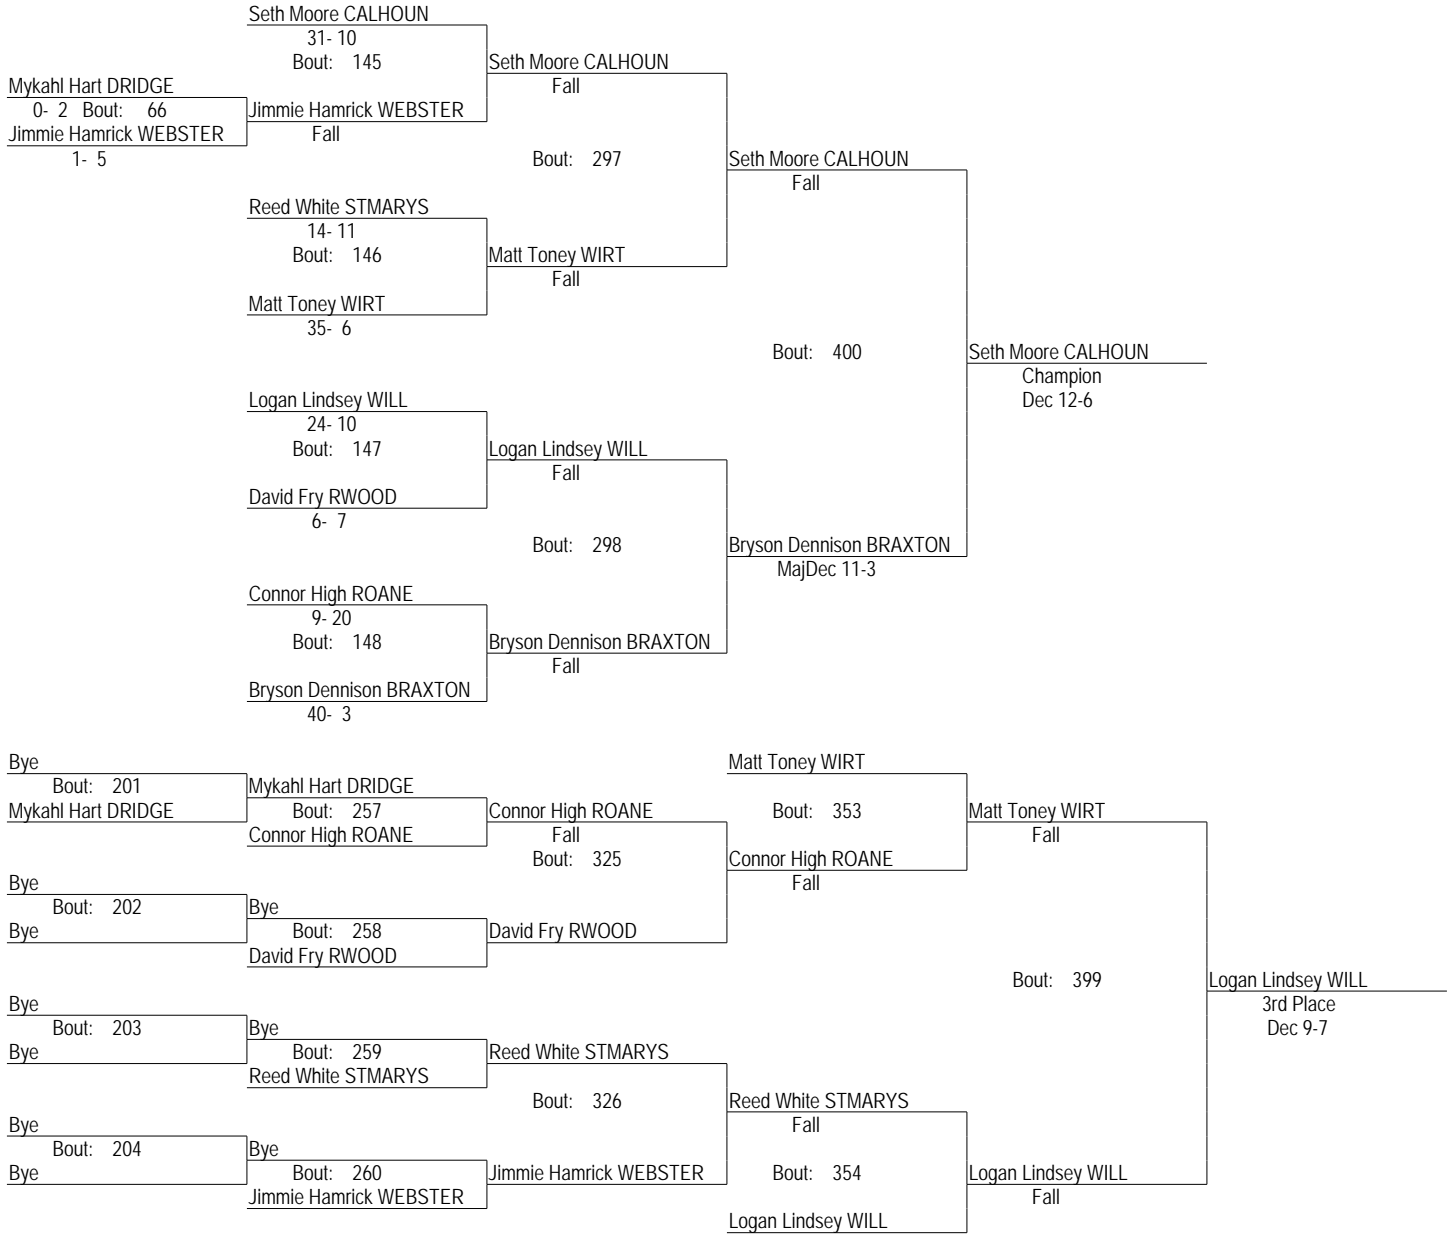 Seth Moore CALHOUN
31- 10
Bout: 145
Seth Moore CALHOUN
Fall
Mykahl Hart DRIDGE
0- 2 Bout: 66
Jimmie Hamrick WEBSTER
1- 5
Jimmie Hamrick WEBSTER
Fall
Bout: 297
Seth Moore CALHOUN
Fall
Reed White STMARYS
14- 11
Bout: 146
Matt Toney WIRT
Fall
Matt Toney WIRT
35- 6
Bout: 400
Seth Moore CALHOUN
Champion
Dec 12-6
Logan Lindsey WILL
24- 10
Bout: 147
Logan Lindsey WILL
Fall
David Fry RWOOD
6- 7
Bout: 298
Bryson Dennison BRAXTON
MajDec 11-3
Connor High ROANE
9- 20
Bout: 148
Bryson Dennison BRAXTON
Fall
Bryson Dennison BRAXTON
40- 3
Bye
Bout: 201
Mykahl Hart DRIDGE
Mykahl Hart DRIDGE
Bout: 257
Connor High ROANE
Connor High ROANE
Fall
Bout: 325
Matt Toney WIRT
Bout: 353
Connor High ROANE
Fall
Matt Toney WIRT
Fall
Bye
Bout: 202
Bye
Bye
Bout: 258
David Fry RWOOD
David Fry RWOOD
Bout: 399
Logan Lindsey WILL
3rd Place
Dec 9-7
Bye
Bout: 203
Bye
Bye
Bout: 259
Reed White STMARYS
Reed White STMARYS
Bout: 326
Reed White STMARYS
Fall
Bye
Bout: 204
Bye
Bye
Bout: 260
Jimmie Hamrick WEBSTER
Jimmie Hamrick WEBSTER
Bout: 354
Logan Lindsey WILL
Logan Lindsey WILL
Fall